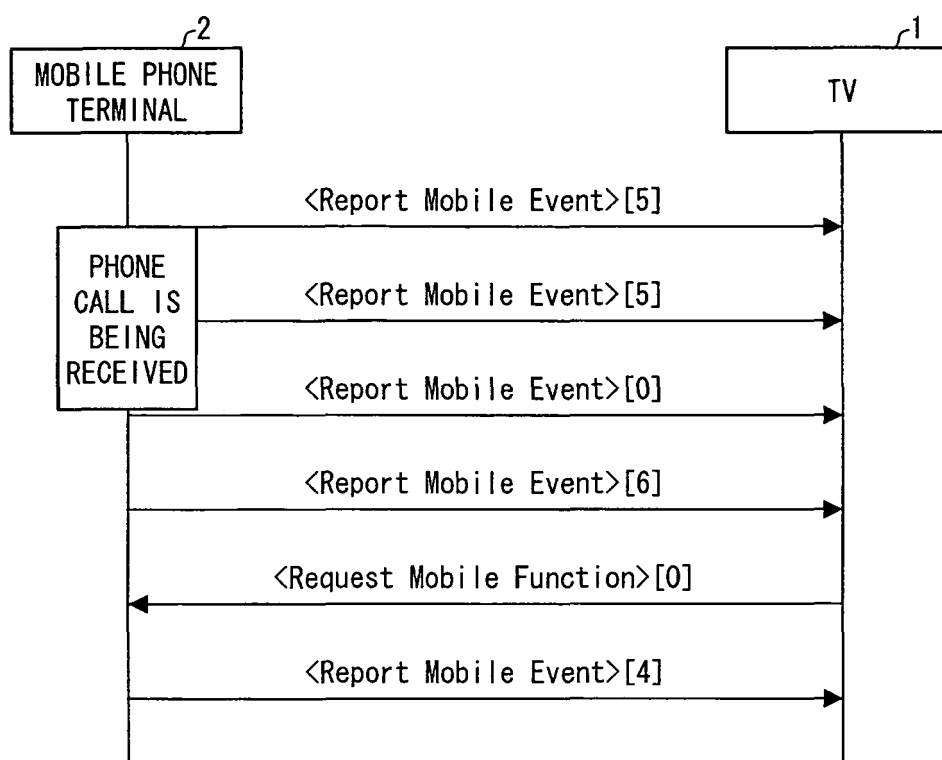 2
1
MOBILE PHONE
TERMINAL
TV
<Report Mobile Event>[5]
PHONE
CALL IS
BEING
RECEIVED
<Report Mobile Event>[5]
<Report Mobile Event>[0]
<Report Mobile Event>[6]
<Request Mobile Function>[0]
<Report Mobile Event>[4]